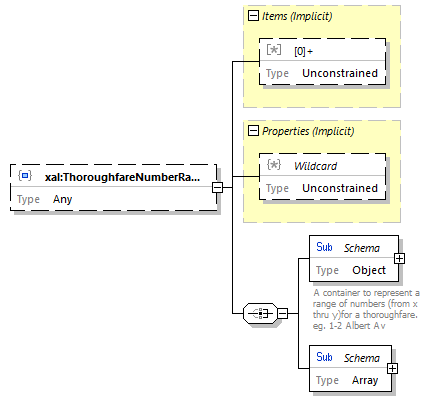 Items (Implicit)
[*] [0]+
Type Unconstrained
Properties (Implicit)
{*} Wildcard
Type Unconstrained
xal:ThoroughfareNumberRa...
Type Any
Sub Schema
Type Object
A container to represent a
range of numbers (from x
thru y)for a thoroughfare.
eg. 1-2 Albert Av
Sub Schema
Type Array